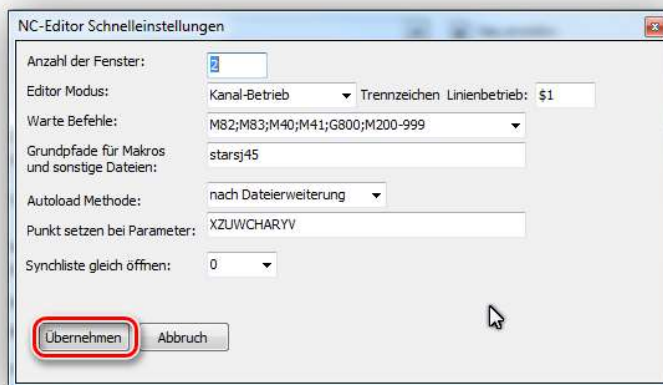 NC-Editor Schnelleinstellungen
Anzahl der Fenster: 2
Editor Modus: Kanal-Betrieb Trennzeichen Linienbetrieb: $1
Warte Befehle: M82;M83;M40;M41;G800;M200-999
Grundpfade für Makros
und sonstige Dateien: starsj45
Autoload Methode: nach Dateierweiterung
Punkt setzen bei Parameter: XZUWCHARYV
Synchliste gleich öffnen: 0
Übernehmen Abbruch